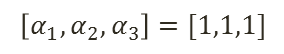 [α₁, α₂, α₃] = [1,1,1]